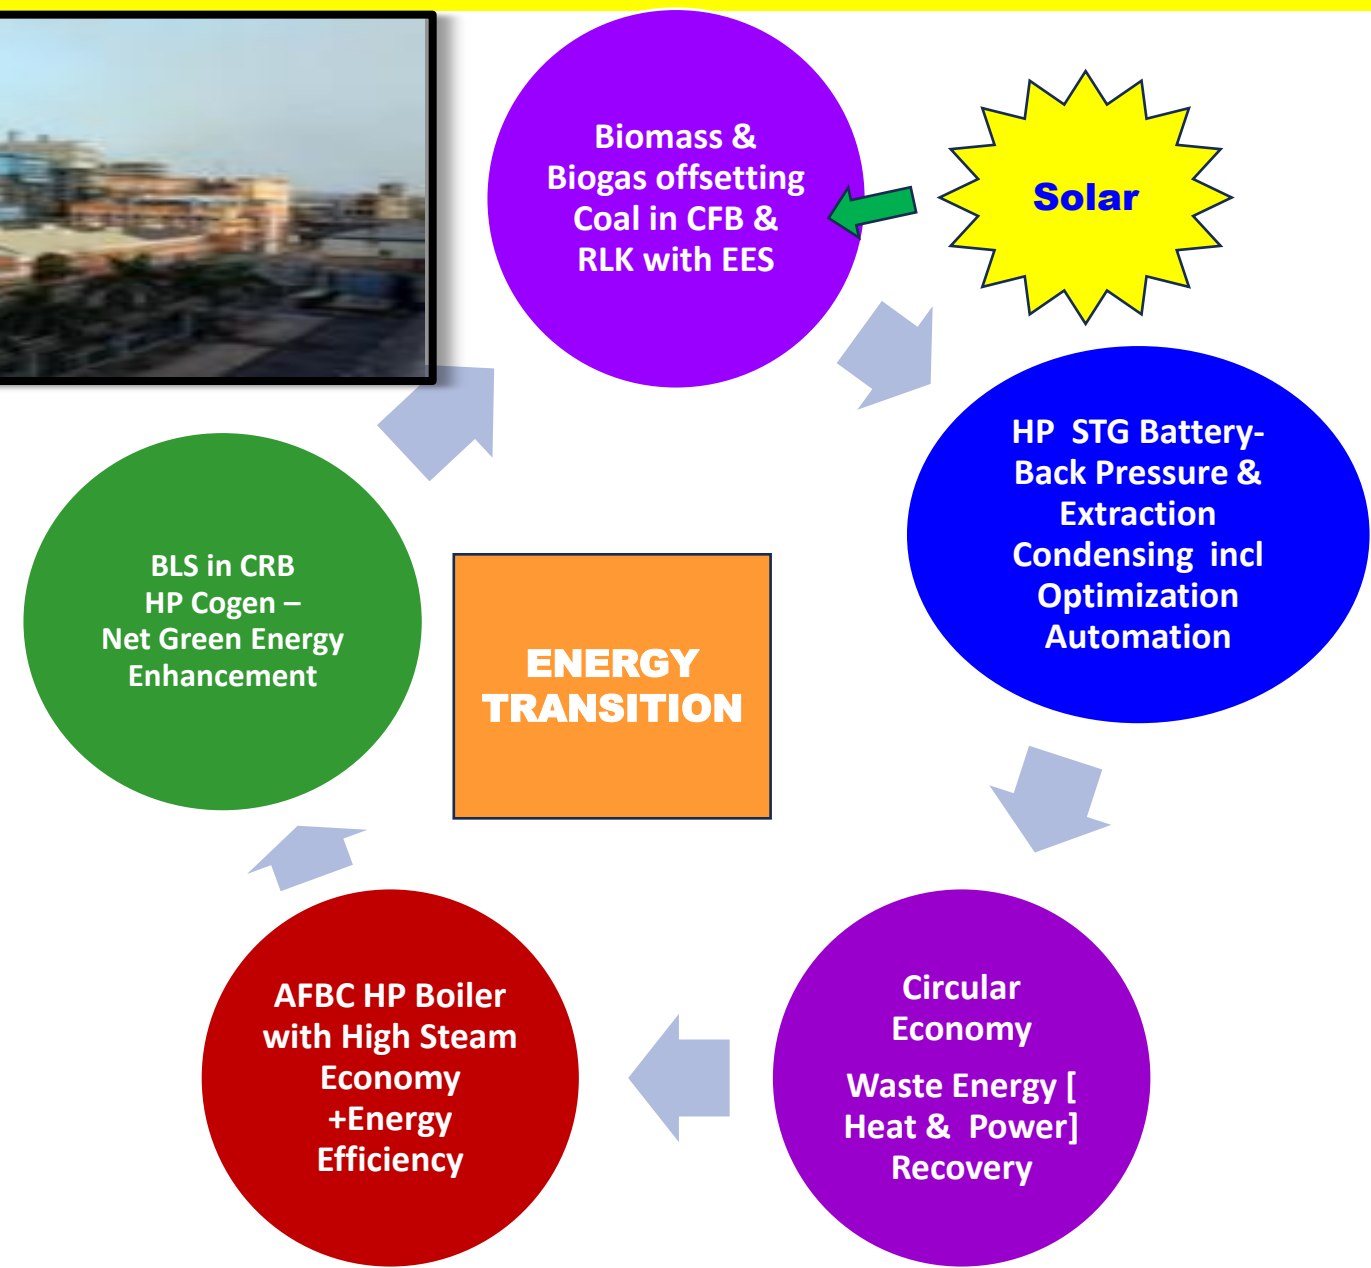 Biomass &
Biogas offsetting
Coal in CFB &
RLK with EES
Solar
HP  STG Battery-
Back Pressure &
Extraction
Condensing  incl
Optimization
Automation
BLS in CRB
HP Cogen –
Net Green Energy
Enhancement
ENERGY
TRANSITION
AFBC HP Boiler
with High Steam
Economy
+Energy
Efficiency
Circular
Economy
Waste Energy [
Heat &  Power]
Recovery